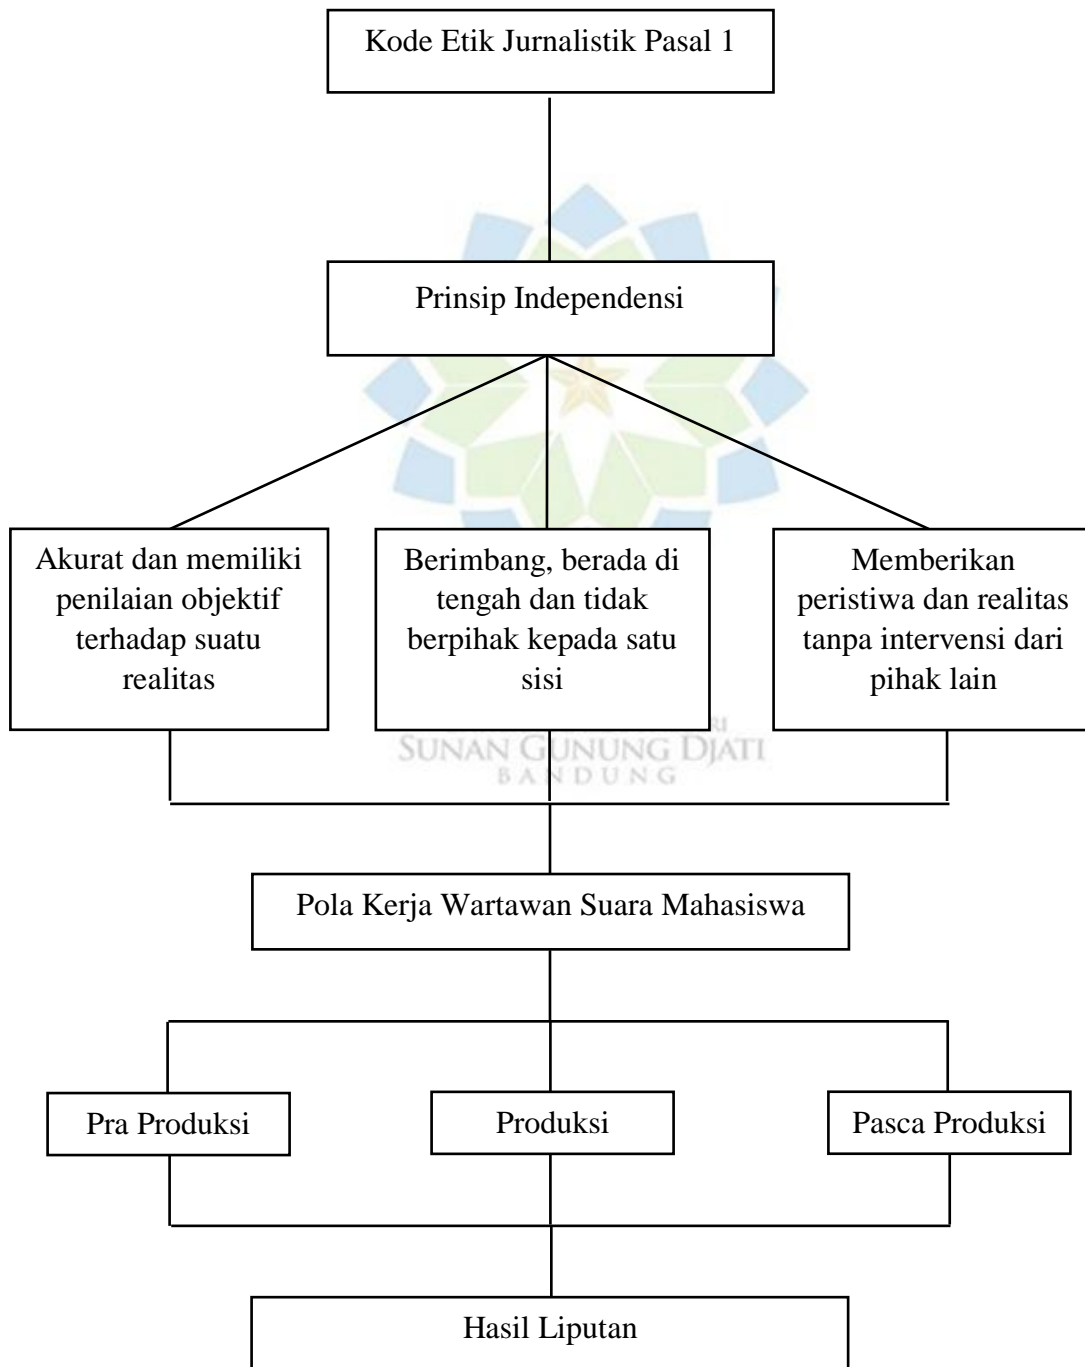 Kode Etik Jurnalistik Pasal 1
Prinsip Independensi
Akurat dan memiliki
penilaian objektif
terhadap suatu
realitas
Berimbang, berada di
tengah dan tidak
berpihak kepada satu
sisi
Memberikan
peristiwa dan realitas
tanpa intervensi dari
pihak lain
SUNAN GUNUNG DJATI
BANDUNG
Pola Kerja Wartawan Suara Mahasiswa
Pra Produksi
Produksi
Pasca Produksi
Hasil Liputan